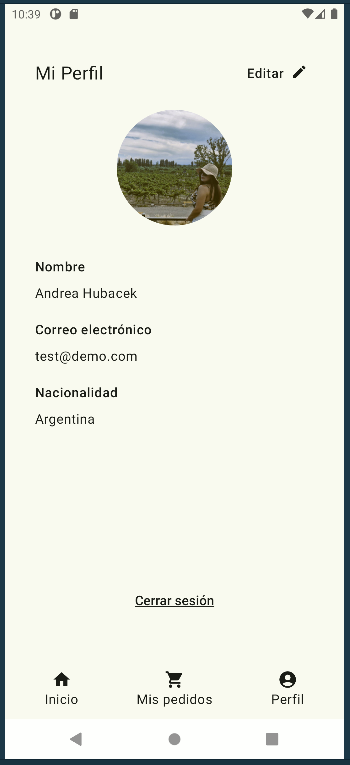 10:39
Mi Perfil
Editar
Nombre
Andrea Hubacek
Correo electrónico
test@demo.com
Nacionalidad
Argentina
Cerrar sesión
Inicio
Mis pedidos
Perfil